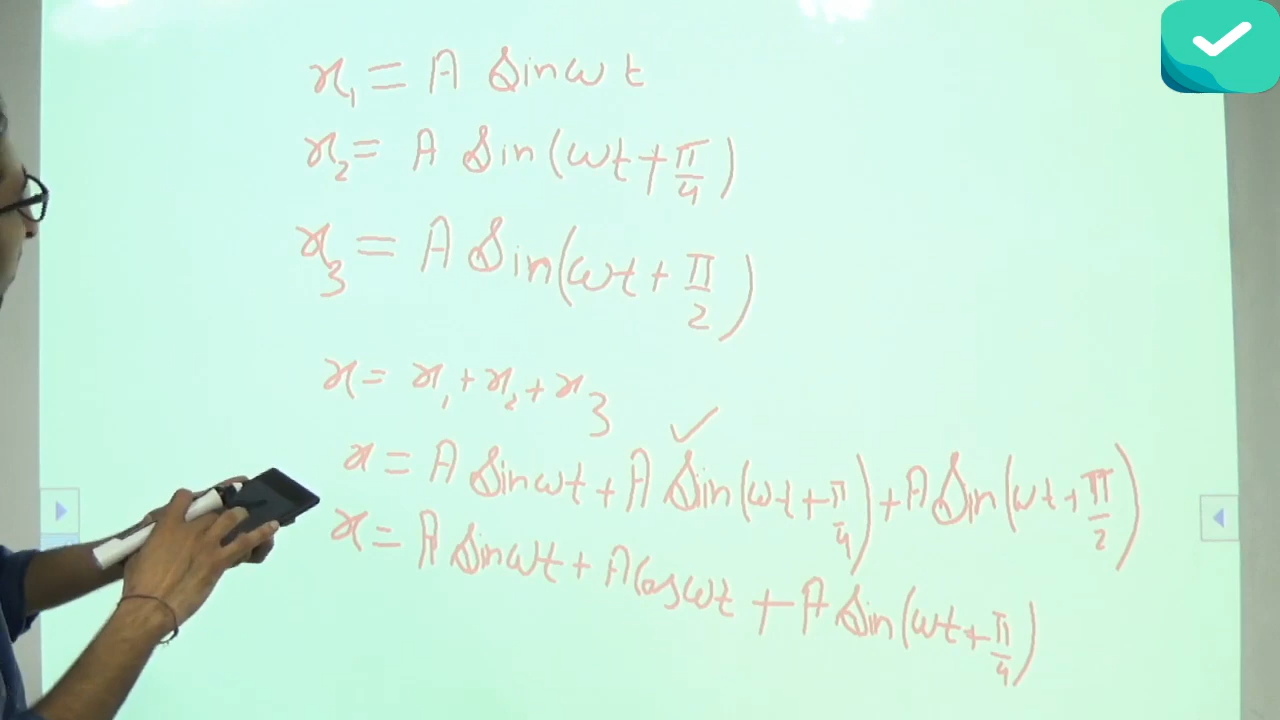 x₁ = A Sin ωt
x₂ = A Sin(ωt + π/4)
x₃ = A Sin(ωt + π/2)
x = x₁ + x₂ + x₃
x = A Sin ωt + A Sin(ωt + π/4) + A Sin(ωt + π/2)
x = A Sin ωt + A Cos ωt + A Sin(ωt + π/4)